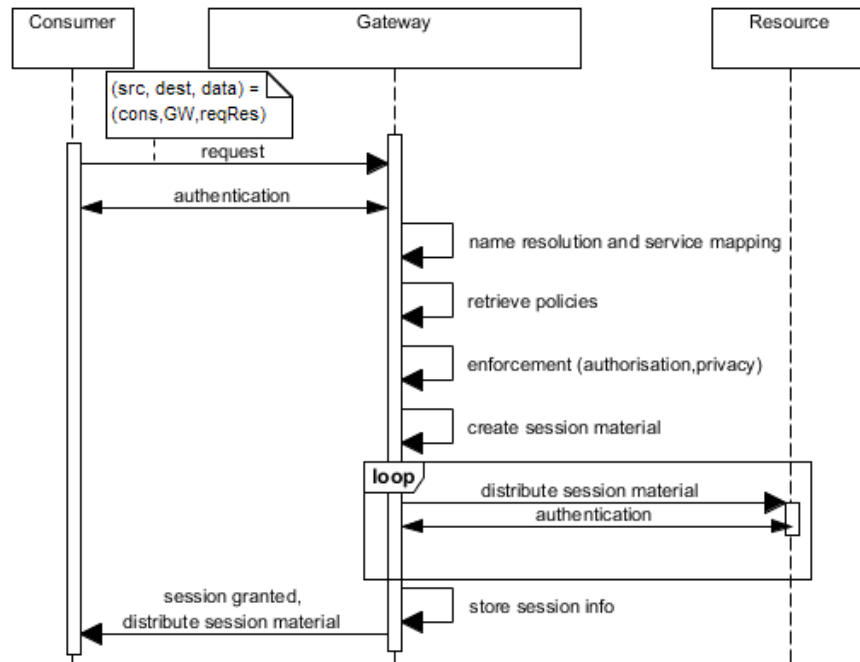 Consumer
Gateway
Resource
(src, dest, data) =
(cons,GW,reqRes)
request
authentication
name resolution and service mapping
retrieve policies
enforcement (authorisation,privacy)
create session material
loop
distribute session material
authentication
session granted,
distribute session material
store session info